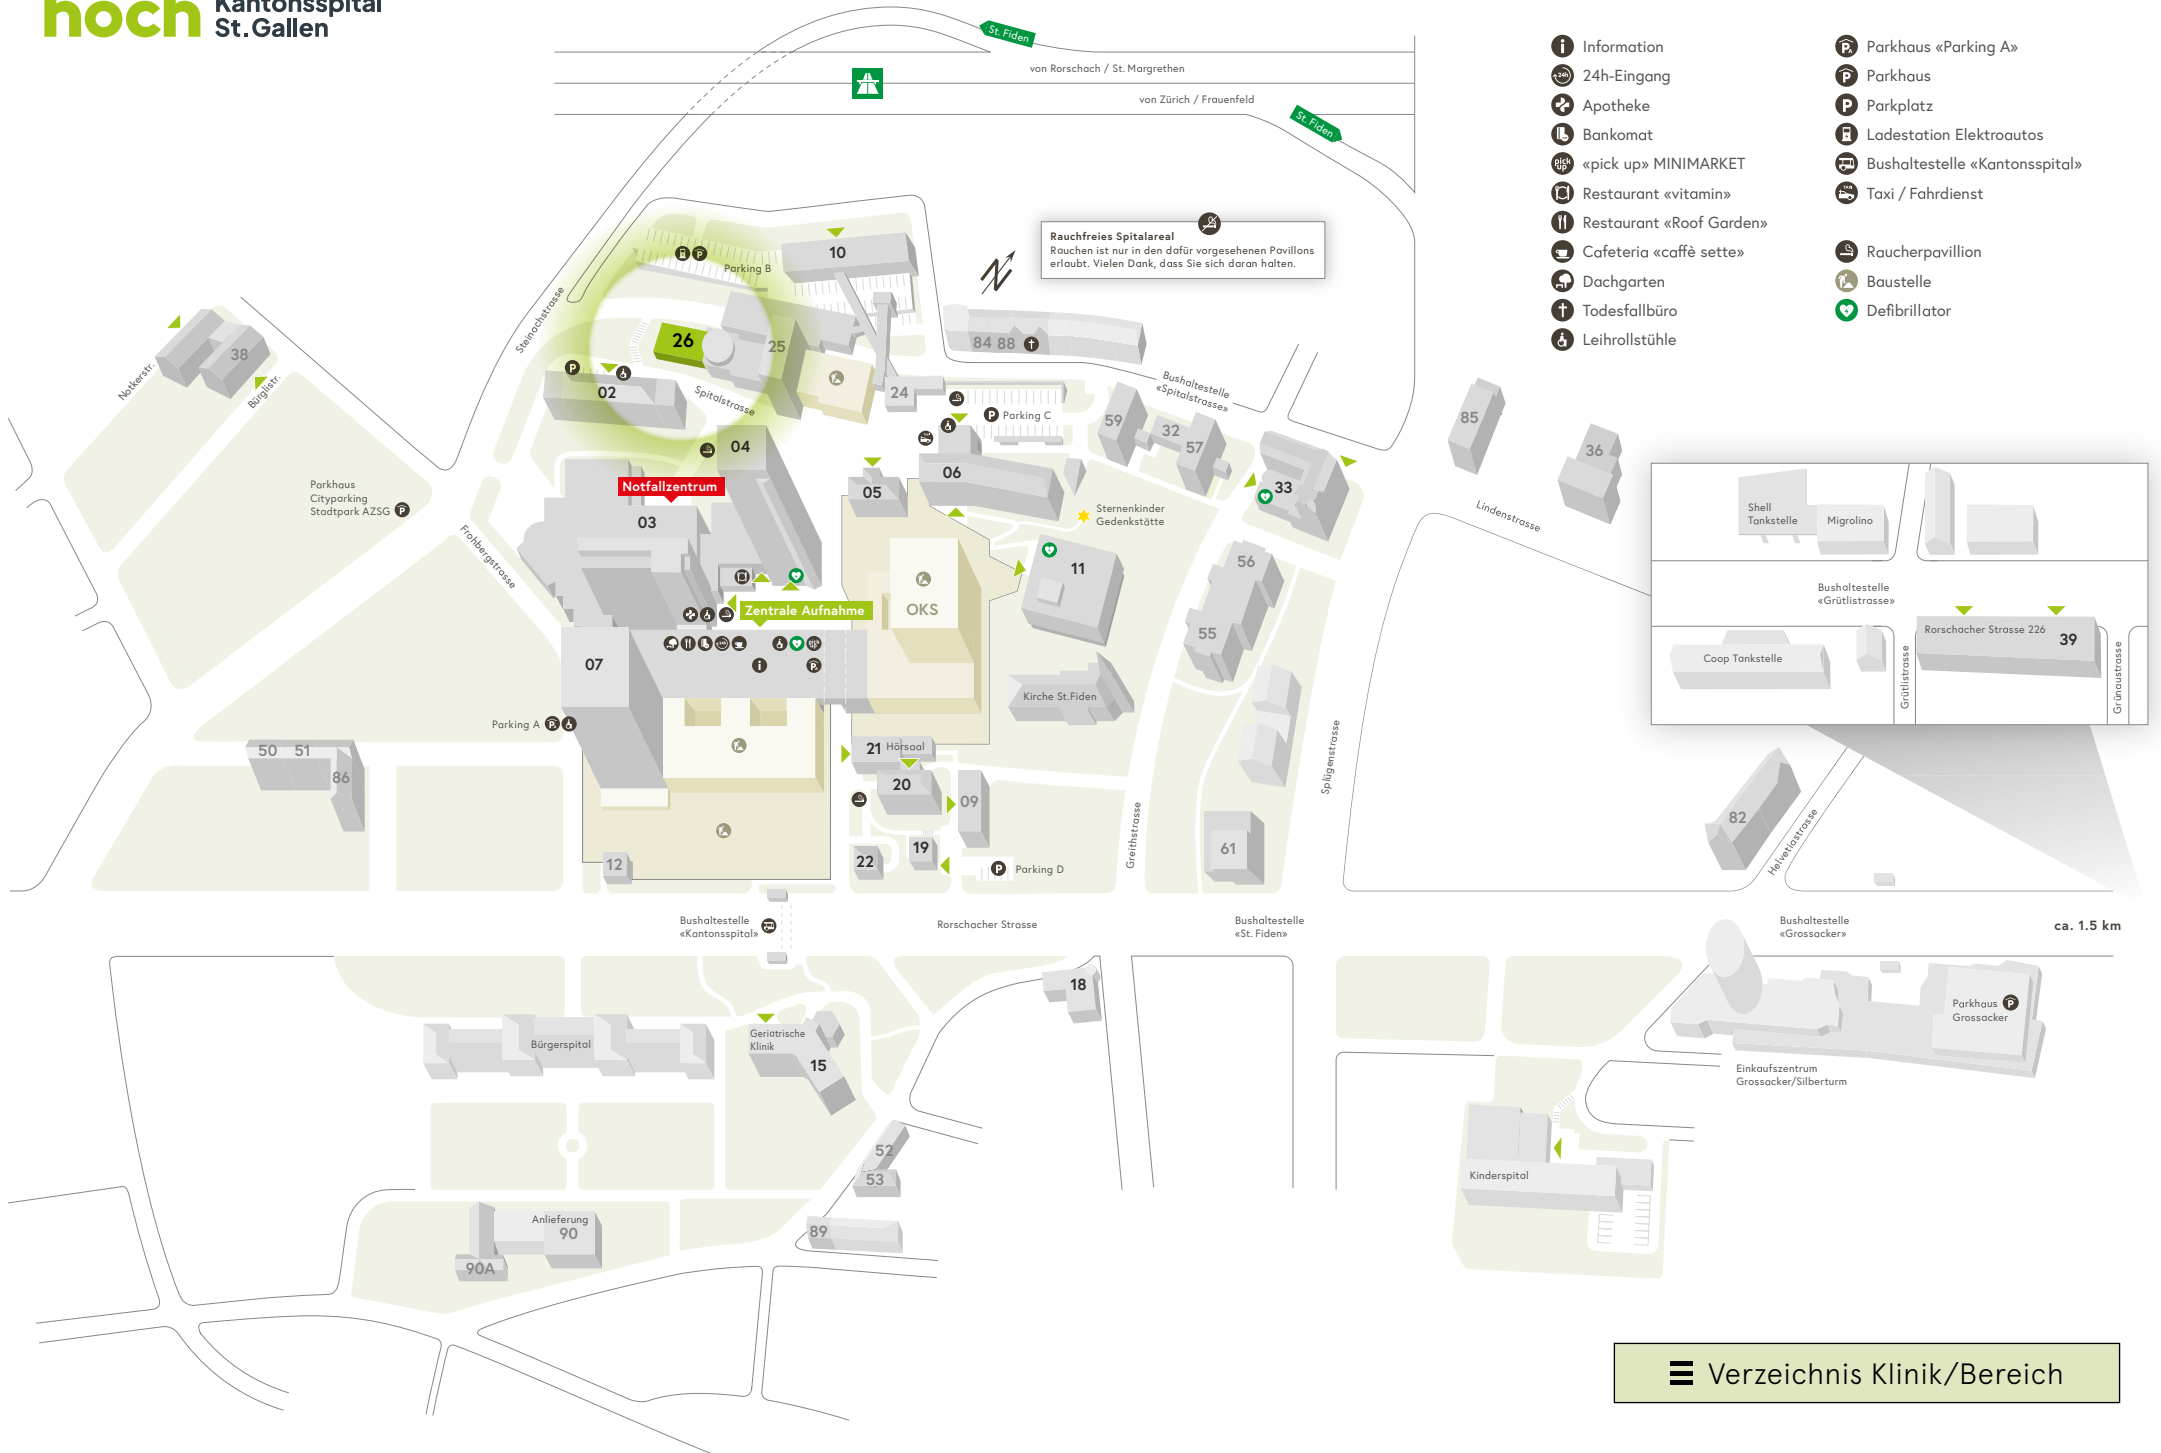 hoch Kantonsspital
St.Gallen
St. Fiden
von Rorschach / St. Margrethen
von Zürich / Frauenfeld
St. Fiden
Information
24h-Eingang
Apotheke
Bankomat
«pick up» MINIMARKET
Restaurant «vitamin»
Restaurant «Roof Garden»
Cafeteria «caffè sette»
Dachgarten
Todesfallbüro
Leihrollstühle
Parkhaus «Parking A»
Parkhaus
Parkplatz
Ladestation Elektroautos
Bushaltestelle «Kantonsspital»
Taxi / Fahrdienst
Raucherpavillion
Baustelle
Defibrillator
Rauchfreies Spitalareal
Rauchen ist nur in den dafür vorgesehenen Pavillons
erlaubt. Vielen Dank, dass Sie sich daran halten.
N
Parking B
10
Steinachstrasse
26
25
84 88
38
Notkerstr.
Bürglistr.
02
Spitalstrasse
24
Bushaltestelle
«Spitalstrasse»
Parking C
59
32
57
85
36
04
06
05
33
Notfallzentrum
03
Parkhaus
Cityparking
Stadtpark AZSG
Frohbergstrasse
Sternenkinder
Gedenkstätte
Lindenstrasse
Shell
Tankstelle
Migrolino
Bushaltestelle
«Grütlistrasse»
Rorschacher Strasse 226
39
Coop Tankstelle
Grütlistrasse
Grünaustrasse
11
56
55
OKS
Zentrale Aufnahme
07
Kirche St.Fiden
Parking A
50 51
86
21 Hörsaal
20
09
Splügenstrasse
Greithstrasse
82
Helvetiastrasse
61
12
22
19
Parking D
Bushaltestelle
«Kantonsspital»
Rorschacher Strasse
Bushaltestelle
«St. Fiden»
Bushaltestelle
«Grossacker»
ca. 1.5 km
18
Parkhaus
Grossacker
Bürgerspital
Geriatrische
Klinik
15
Einkaufszentrum
Grossacker/Silberturm
52
53
Kinderspital
89
Anlieferung
90
90A
Verzeichnis Klinik/Bereich